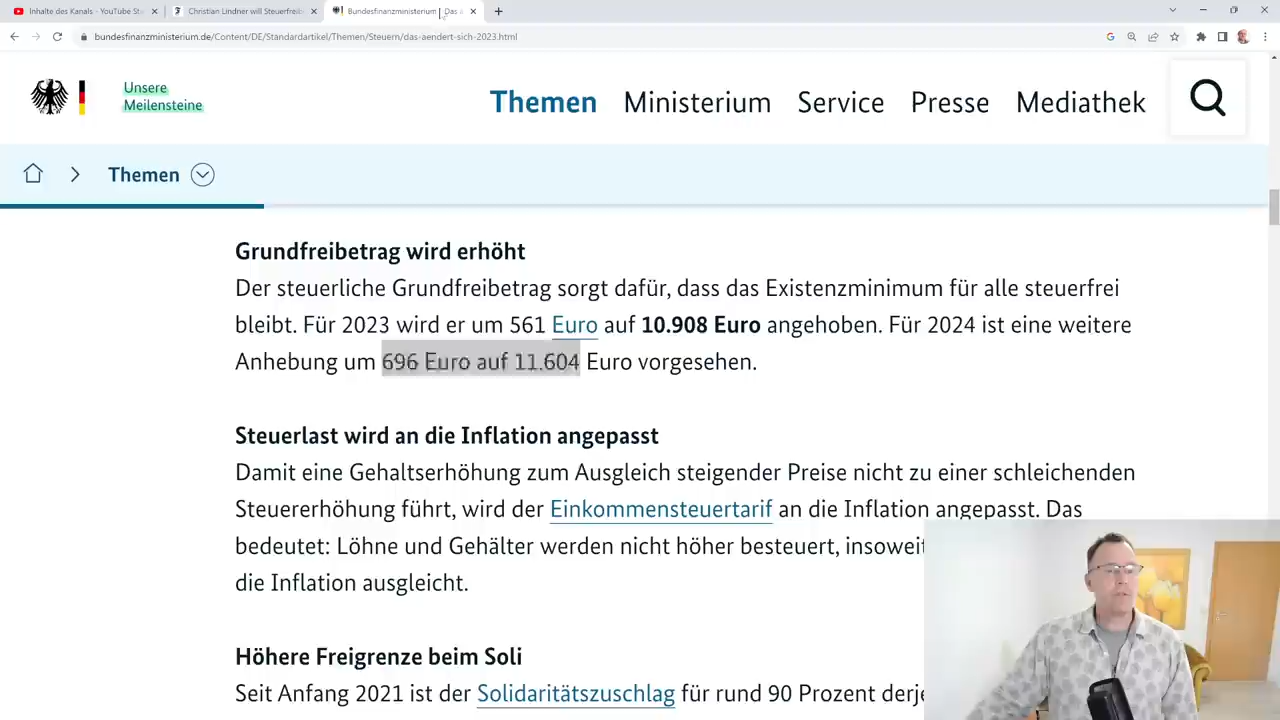 Inhalte des Kanals - YouTube St
Christian Lindner will Steuerfreib
Bundesfinanzministerium | Das
bundesfinanzministerium.de/Content/DE/Standardartikel/Themen/Steuern/das-aendert-sich-2023.html
Unsere
Meilensteine
Themen Ministerium Service Presse Mediathek
Themen
Grundfreibetrag wird erhöht
Der steuerliche Grundfreibetrag sorgt dafür, dass das Existenzminimum für alle steuerfrei
bleibt. Für 2023 wird er um 561 Euro auf 10.908 Euro angehoben. Für 2024 ist eine weitere
Anhebung um 696 Euro auf 11.604 Euro vorgesehen.
Steuerlast wird an die Inflation angepasst
Damit eine Gehaltserhöhung zum Ausgleich steigender Preise nicht zu einer schleichenden
Steuererhöhung führt, wird der Einkommensteuertarif an die Inflation angepasst. Das
bedeutet: Löhne und Gehälter werden nicht höher besteuert, insoweit
die Inflation ausgleicht.
Höhere Freigrenze beim Soli
Seit Anfang 2021 ist der Solidaritätszuschlag für rund 90 Prozent derje